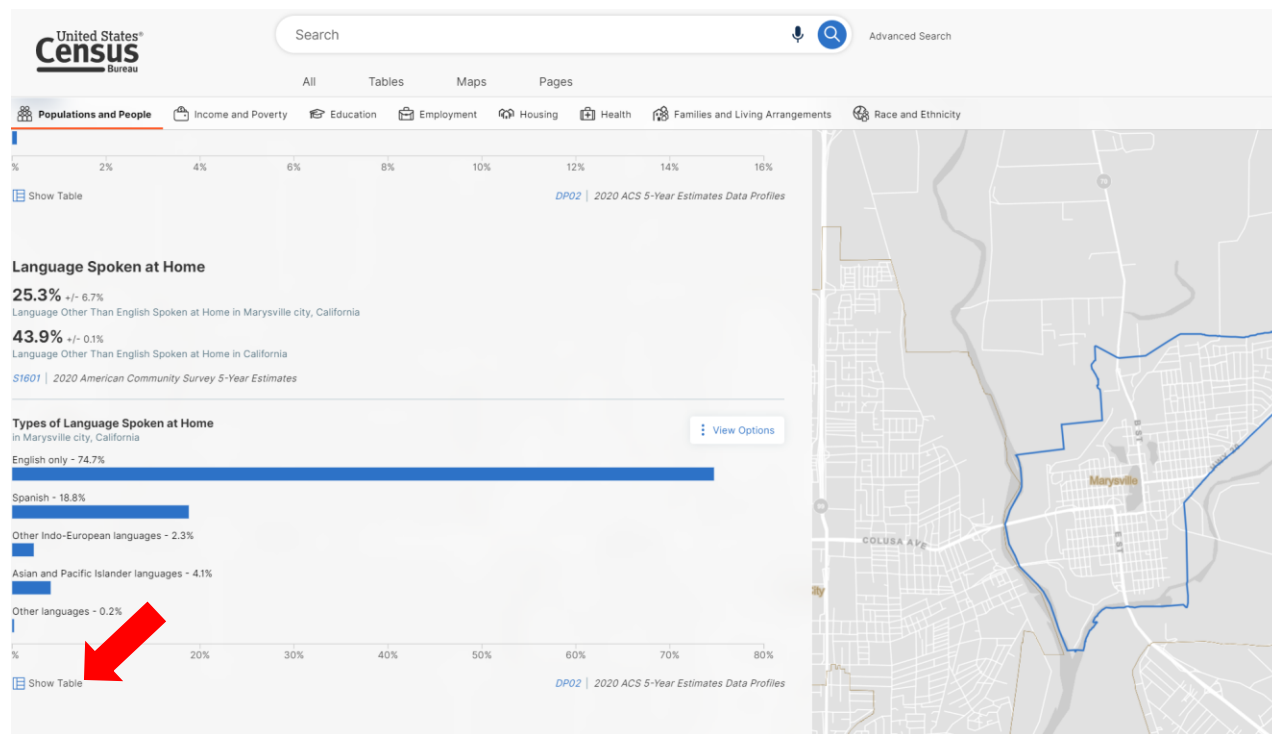 United States®
Census
Bureau
Search
Advanced Search
All Tables Maps Pages
Populations and People Income and Poverty Education Employment Housing Health Families and Living Arrangements Race and Ethnicity
% 2% 4% 6% 8% 10% 12% 14% 16%
Show Table
DP02 | 2020 ACS 5-Year Estimates Data Profiles
Language Spoken at Home
25.3% +/- 6.7%
Language Other Than English Spoken at Home in Marysville city, California
43.9% +/- 0.1%
Language Other Than English Spoken at Home in California
S1601 | 2020 American Community Survey 5-Year Estimates
Types of Language Spoken at Home
in Marysville city, California
View Options
English only - 74.7%
Spanish - 18.8%
Other Indo-European languages - 2.3%
Asian and Pacific Islander languages - 4.1%
Other languages - 0.2%
% 20% 30% 40% 50% 60% 70% 80%
Show Table
DP02 | 2020 ACS 5-Year Estimates Data Profiles
B ST
Marysville
COLUSA AVE
E ST
City